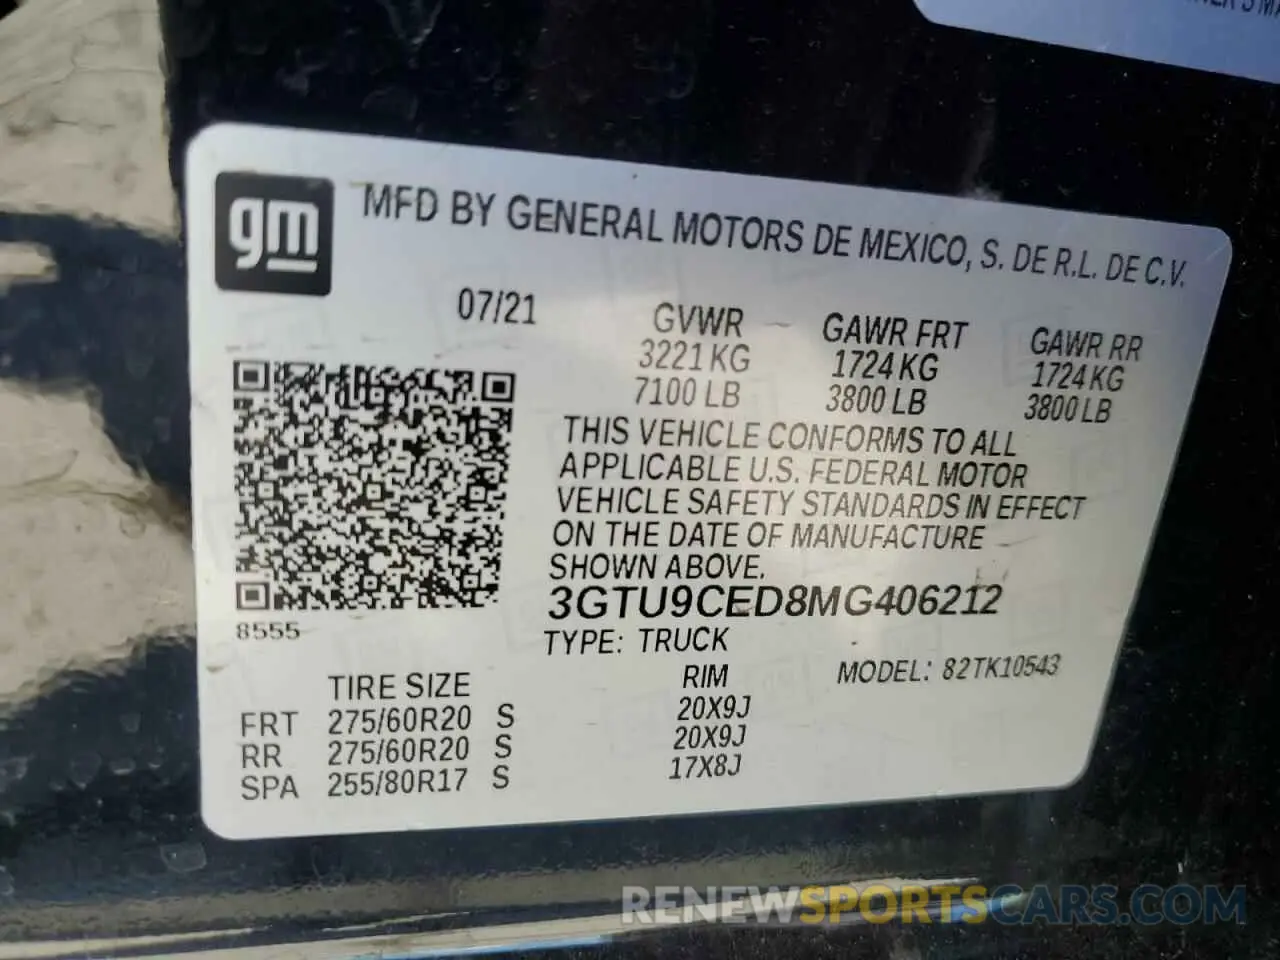 gm
MFD BY GENERAL MOTORS DE MEXICO, S. DE R.L. DE C.V.
07/21
GVWR GAWR FRT GAWR RR
3221 KG 1724 KG 1724 KG
7100 LB 3800 LB 3800 LB
THIS VEHICLE CONFORMS TO ALL
APPLICABLE U.S. FEDERAL MOTOR
VEHICLE SAFETY STANDARDS IN EFFECT
ON THE DATE OF MANUFACTURE
SHOWN ABOVE.
3GTU9CED8MG406212
8555
TYPE: TRUCK
MODEL: 82TK10543
TIRE SIZE RIM
FRT 275/60R20 S 20X9J
RR 275/60R20 S 20X9J
SPA 255/80R17 S 17X8J
RENEWSPORTSCARS.COM